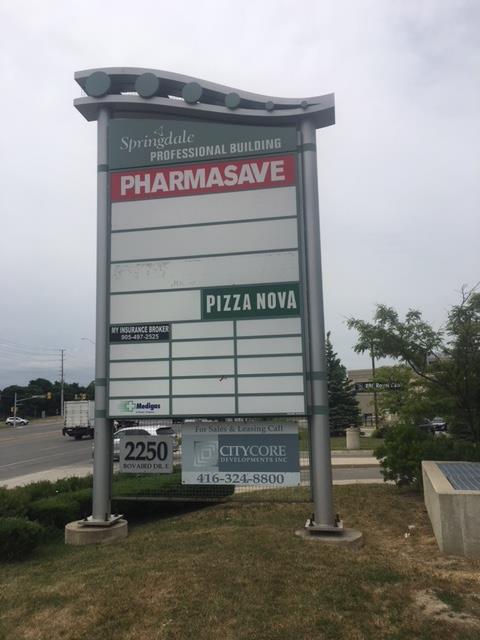 Springdale
PROFESSIONAL BUILDING
PHARMASAVE
PIZZA NOVA
MY INSURANCE BROKER
905-497-2525
Medigas
2250
BOVAIRD DR. E
For Sales & Leasing Call
CITYCORE
DEVELOPMENTS INC
416-324-8800